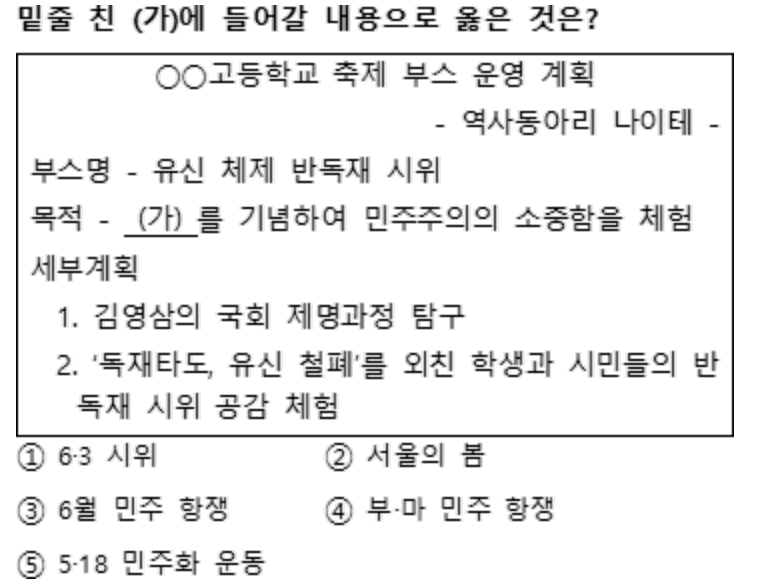 밑줄 친 (가)에 들어갈 내용으로 옳은 것은?
○○고등학교 축제 부스 운영 계획
- 역사동아리 나이테 -
부스명 - 유신 체제 반독재 시위
목적 - (가) 를 기념하여 민주주의의 소중함을 체험
세부계획
1. 김영삼의 국회 제명과정 탐구
2. ‘독재타도, 유신 철폐’를 외친 학생과 시민들의 반
독재 시위 공감 체험
① 6·3 시위 ② 서울의 봄
③ 6월 민주 항쟁 ④ 부·마 민주 항쟁
⑤ 5·18 민주화 운동